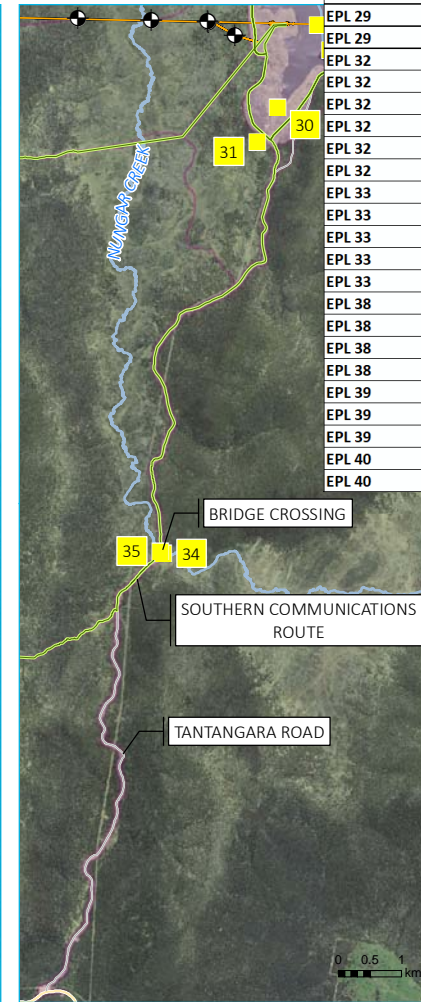 EPL 29
EPL 29
EPL 32
EPL 32
EPL 32
EPL 32
EPL 32
EPL 32
EPL 33
EPL 33
EPL 33
EPL 33
EPL 33
EPL 38
EPL 38
EPL 38
EPL 38
EPL 39
EPL 39
EPL 39
EPL 40
EPL 40
30
31
NUNGAR CREEK
BRIDGE CROSSING
35
34
SOUTHERN COMMUNICATIONS
ROUTE
TANTANGARA ROAD
0 0.5 1
km